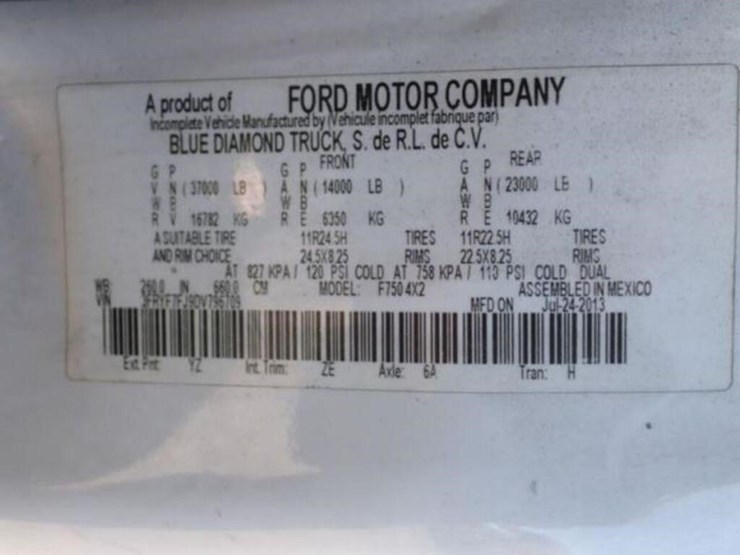 A product of FORD MOTOR COMPANY
Incomplete Vehicle Manufactured by (Vehicule incomplet fabrique par)
BLUE DIAMOND TRUCK, S. de R.L. de C.V.
FRONT REAR
G P G P G P
V N ( 37000 LB ) A N ( 14000 LB ) A N ( 23000 LB )
W B W B W B
R V 16782 KG R E 6350 KG R E 10432 KG
A SUITABLE TIRE 11R24.5H TIRES 11R22.5H TIRES
AND RIM CHOICE 24.5X8.25 RIMS 22.5X8.25 RIMS
AT 827 KPA / 120 PSI COLD AT 758 KPA / 110 PSI COLD DUAL
WB 260.0 IN 660.0 CM MODEL: F750 4X2 ASSEMBLED IN MEXICO
VIN MFD ON Jul-24-2013
Ext Pnt: YZ Int. Trim: ZE Axle: 6A Tran: H